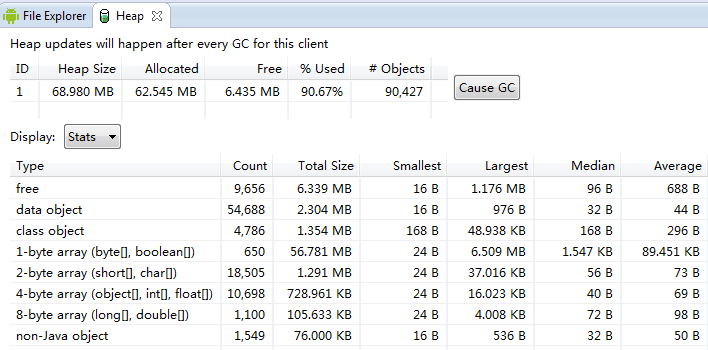 File Explorer Heap
Heap updates will happen after every GC for this client
ID Heap Size Allocated Free % Used # Objects
1 68.980 MB 62.545 MB 6.435 MB 90.67% 90,427
Cause GC
Display: Stats
Type Count Total Size Smallest Largest Median Average
free 9,656 6.339 MB 16 B 1.176 MB 96 B 688 B
data object 54,688 2.304 MB 16 B 976 B 32 B 44 B
class object 4,786 1.354 MB 168 B 48.938 KB 168 B 296 B
1-byte array (byte[], boolean[]) 650 56.781 MB 24 B 6.509 MB 1.547 KB 89.451 KB
2-byte array (short[], char[]) 18,505 1.291 MB 24 B 37.016 KB 56 B 73 B
4-byte array (object[], int[], float[]) 10,698 728.961 KB 24 B 16.023 KB 40 B 69 B
8-byte array (long[], double[]) 1,100 105.633 KB 24 B 4.008 KB 72 B 98 B
non-Java object 1,549 76.000 KB 16 B 536 B 32 B 50 B